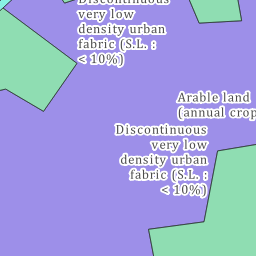 Discontinuous
very low
density urban
fabric (S.L. :
< 10%)
Arable land
(annual crop
Discontinuous
very low
density urban
fabric (S.L. :
< 10%)